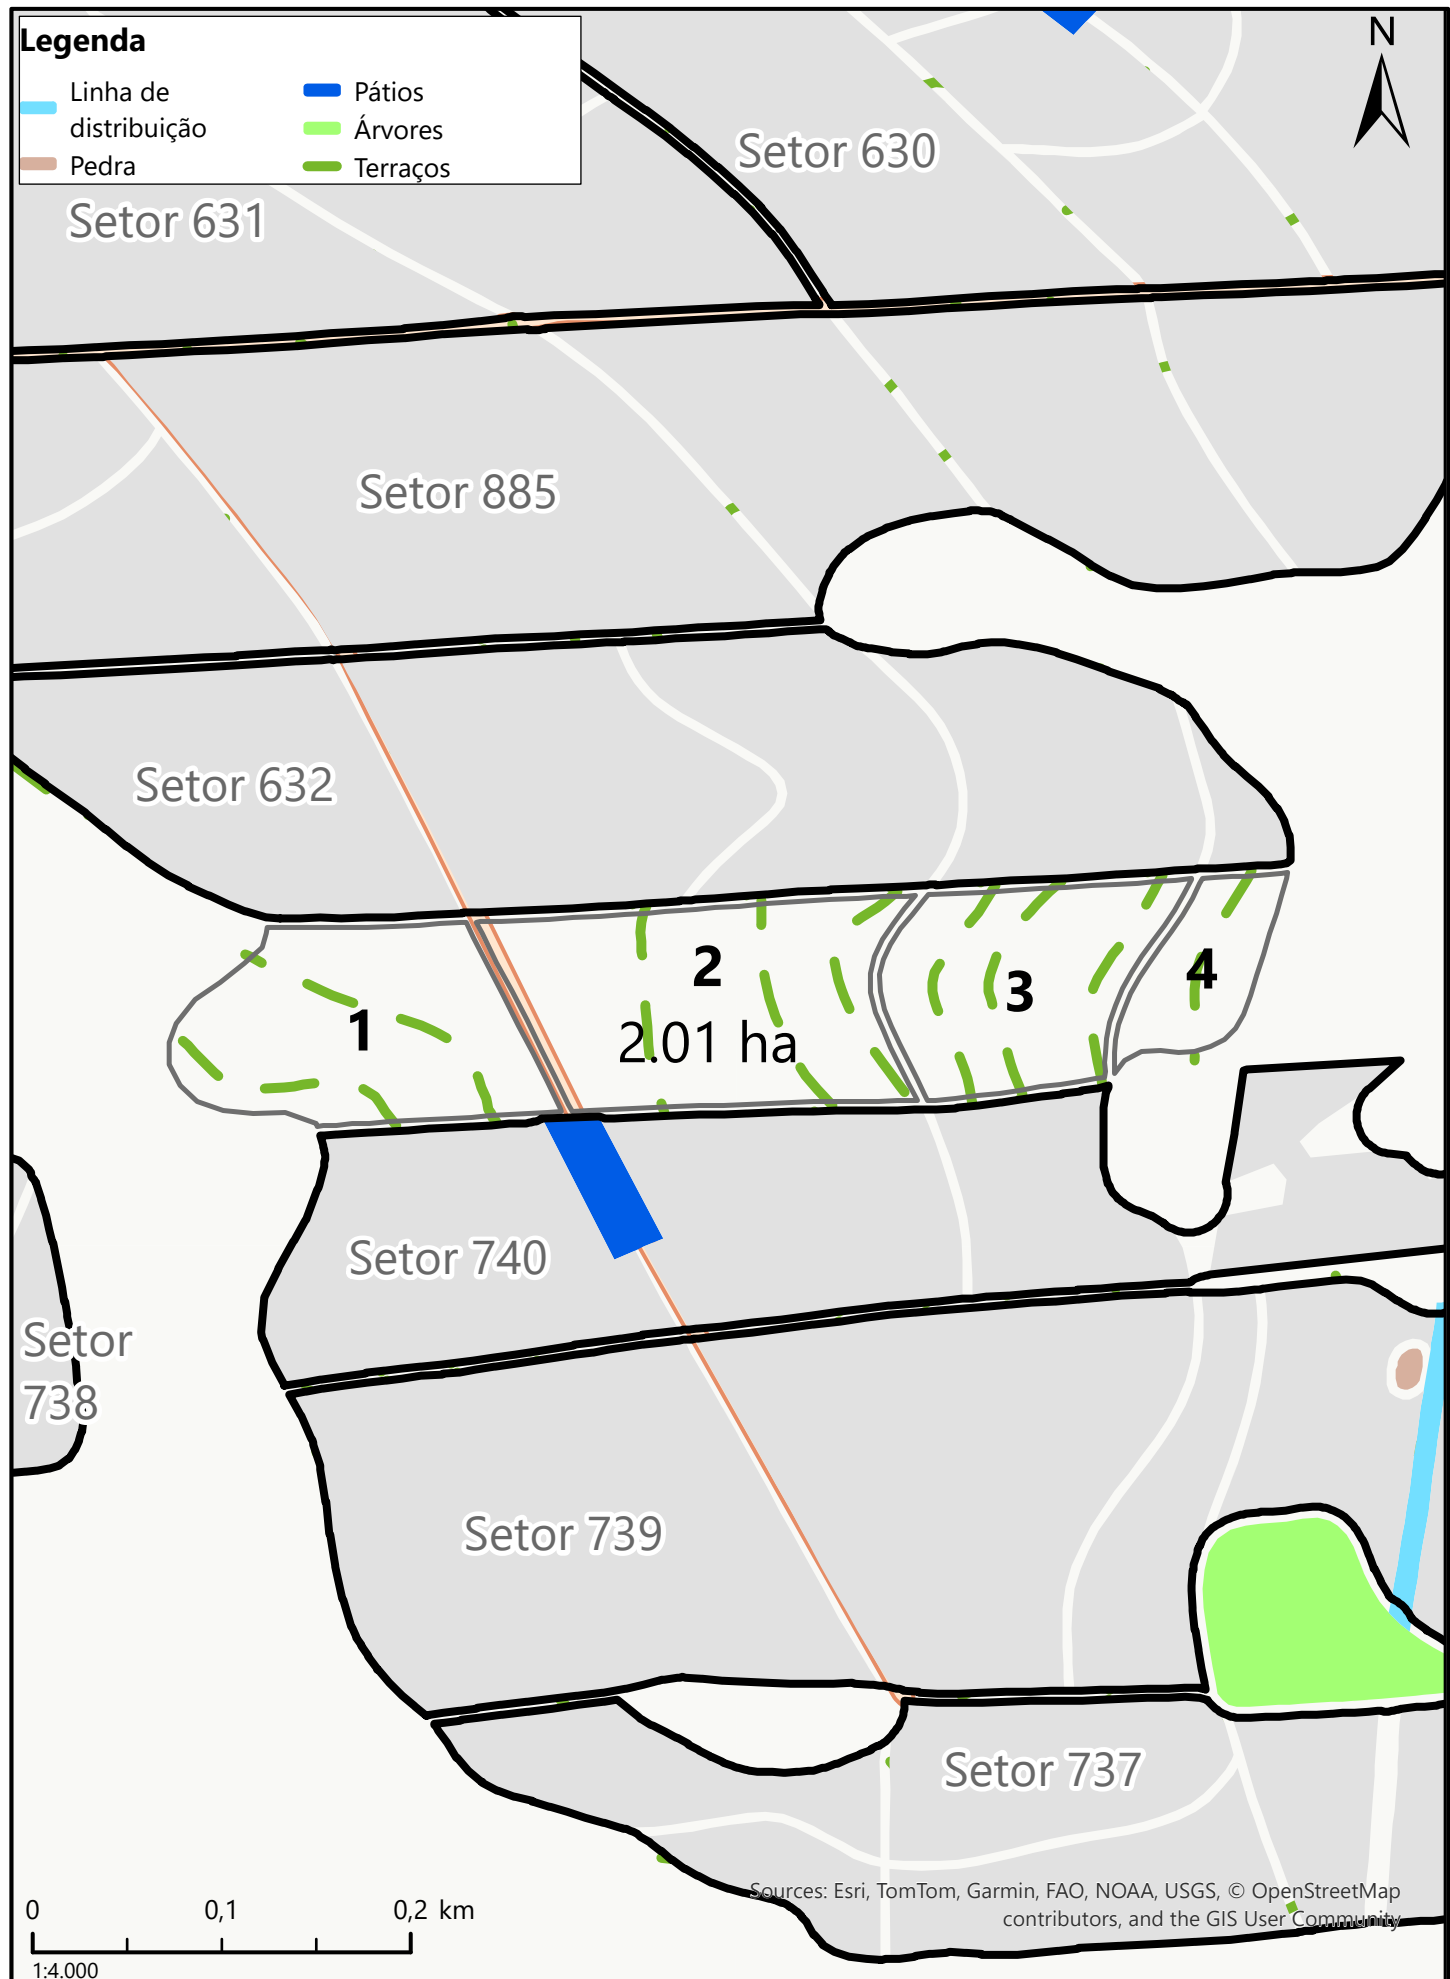 Legenda
Linha de
distribuição
Pedra
Pátios
Árvores
Terraços
N
Setor 630
Setor 631
Setor 885
Setor 632
1
2
2.01 ha
3
4
Setor 740
Setor
738
Setor 739
Setor 737
0 0,1 0,2 km
1:4.000
Sources: Esri, TomTom, Garmin, FAO, NOAA, USGS, © OpenStreetMap
contributors, and the GIS User Community